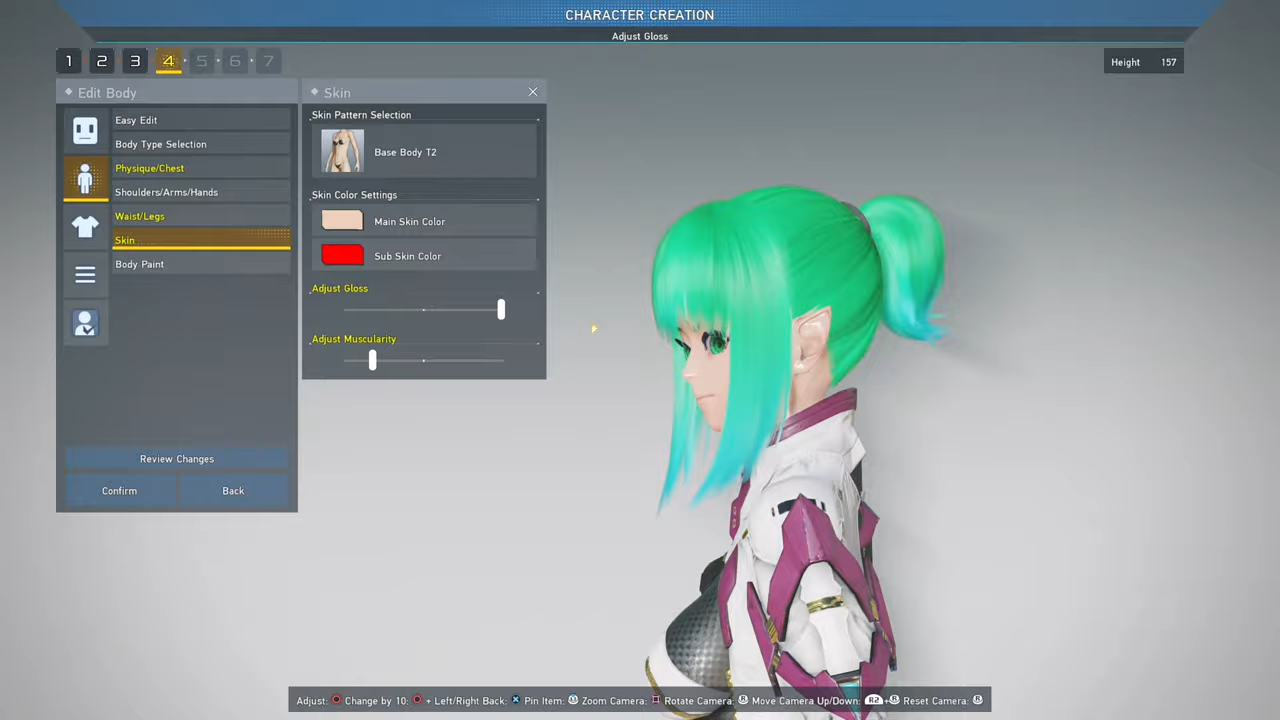 CHARACTER CREATION
Adjust Gloss
1 2 3 4 5 6 7
Height 157
Edit Body
Easy Edit
Body Type Selection
Physique/Chest
Shoulders/Arms/Hands
Waist/Legs
Skin
Body Paint
Review Changes
Confirm Back
Skin
Skin Pattern Selection
Base Body T2
Skin Color Settings
Main Skin Color
Sub Skin Color
Adjust Gloss
Adjust Muscularity
Adjust: Change by 10: + Left/Right Back: Pin Item: Zoom Camera: Rotate Camera: R Move Camera Up/Down: R2 + R Reset Camera: R